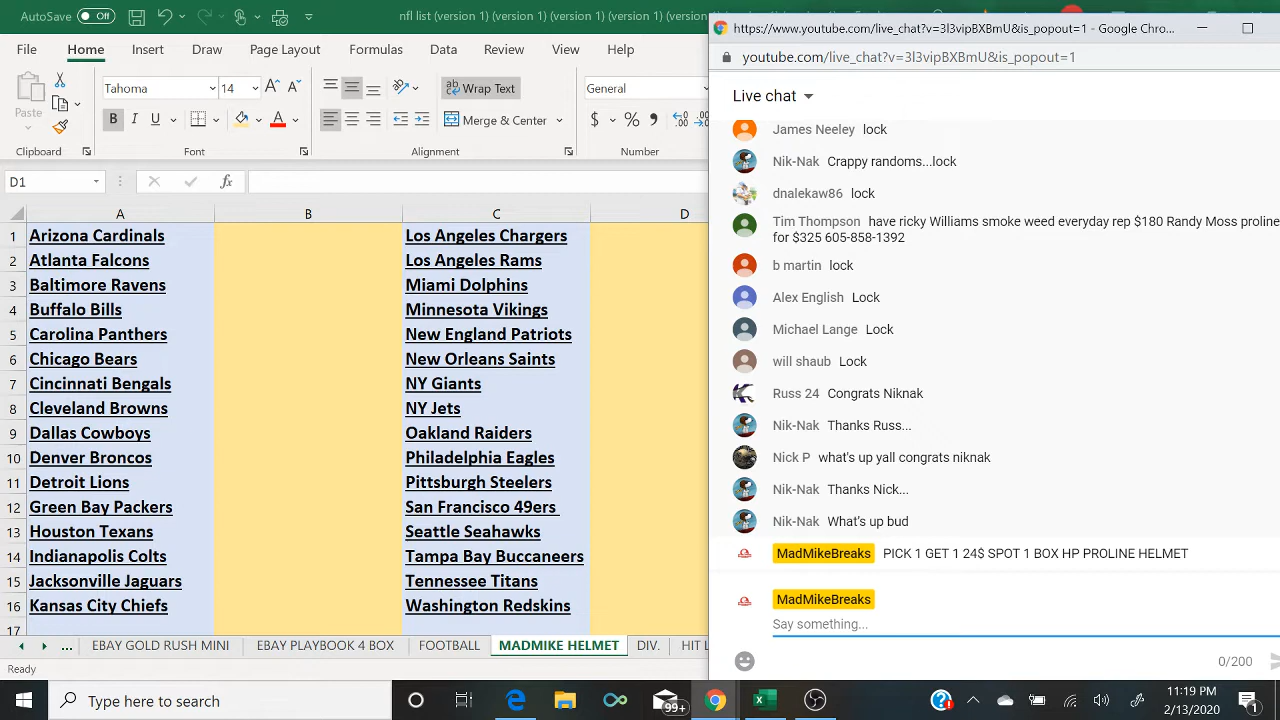 AutoSave Off nfl list (version 1) (version 1) (version 1) (version 1) (version 1)
https://www.youtube.com/live_chat?v=3l3vipBXBmU&is_popout=1 - Google Chro...
youtube.com/live_chat?v=3l3vipBXBmU&is_popout=1
File Home Insert Draw Page Layout Formulas Data Review View Help
Paste Tahoma 14 A A ab Wrap Text General
B I U A Merge & Center $ % , .00
Clipboard Font Alignment Number
D1 fx
A B C D
1 Arizona Cardinals Los Angeles Chargers
2 Atlanta Falcons Los Angeles Rams
3 Baltimore Ravens Miami Dolphins
4 Buffalo Bills Minnesota Vikings
5 Carolina Panthers New England Patriots
6 Chicago Bears New Orleans Saints
7 Cincinnati Bengals NY Giants
8 Cleveland Browns NY Jets
9 Dallas Cowboys Oakland Raiders
10 Denver Broncos Philadelphia Eagles
11 Detroit Lions Pittsburgh Steelers
12 Green Bay Packers San Francisco 49ers
13 Houston Texans Seattle Seahawks
14 Indianapolis Colts Tampa Bay Buccaneers
15 Jacksonville Jaguars Tennessee Titans
16 Kansas City Chiefs Washington Redskins
17
... EBAY GOLD RUSH MINI EBAY PLAYBOOK 4 BOX FOOTBALL MADMIKE HELMET DIV. HIT L
Ready
Live chat
James Neeley lock
Nik-Nak Crappy randoms...lock
dnalekaw86 lock
Tim Thompson have ricky Williams smoke weed everyday rep $180 Randy Moss proline
for $325 605-858-1392
b martin lock
Alex English Lock
Michael Lange Lock
will shaub Lock
Russ 24 Congrats Niknak
Nik-Nak Thanks Russ...
Nick P what's up yall congrats niknak
Nik-Nak Thanks Nick...
Nik-Nak What's up bud
MadMikeBreaks PICK 1 GET 1 24$ SPOT 1 BOX HP PROLINE HELMET
MadMikeBreaks
Say something...
0/200
Type here to search
99+
11:19 PM
2/13/2020
1